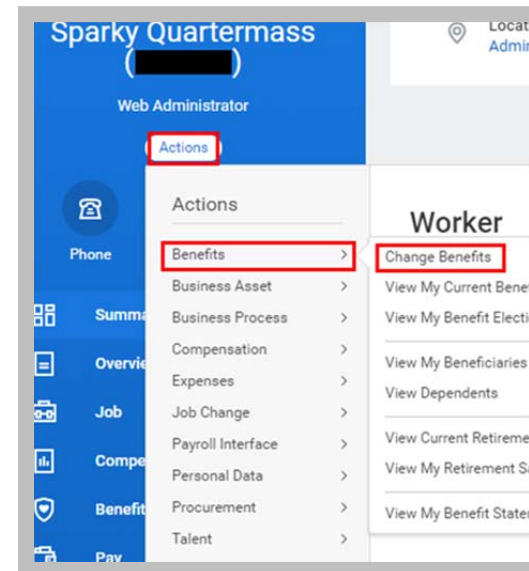 Sparky Quartermass
( )
Web Administrator
Actions
Phone
Summa
Overvie
Job
Compe
Benefit
Pay
Locat
Admin
Actions
Benefits
Business Asset
Business Process
Compensation
Expenses
Job Change
Payroll Interface
Personal Data
Procurement
Talent
Worker
Change Benefits
View My Current Benef
View My Benefit Electi
View My Beneficiaries
View Dependents
View Current Retireme
View My Retirement Sa
View My Benefit Stater